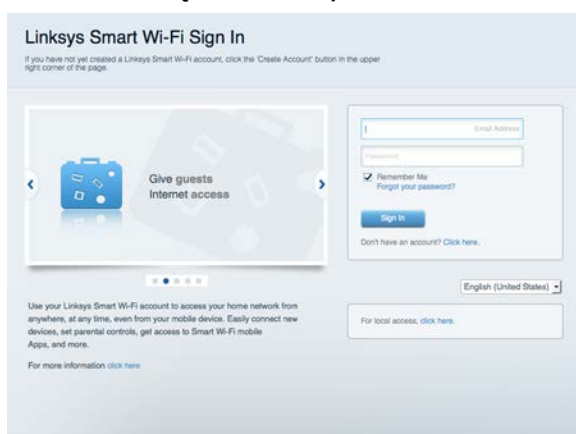 Linksys Smart Wi-Fi Sign In
If you have not yet created a Linksys Smart Wi-Fi account, click the 'Create Account' button in the upper
right corner of the page.
Give guests
Internet access
Email Address
Password
Remember Me
Forgot your password?
Sign In
Don't have an account? Click here.
English (United States)
Use your Linksys Smart Wi-Fi account to access your home network from
anywhere, at any time, even from your mobile device. Easily connect new
devices, set parental controls, get access to Smart Wi-Fi mobile
Apps, and more.
For local access, click here.
For more information click here